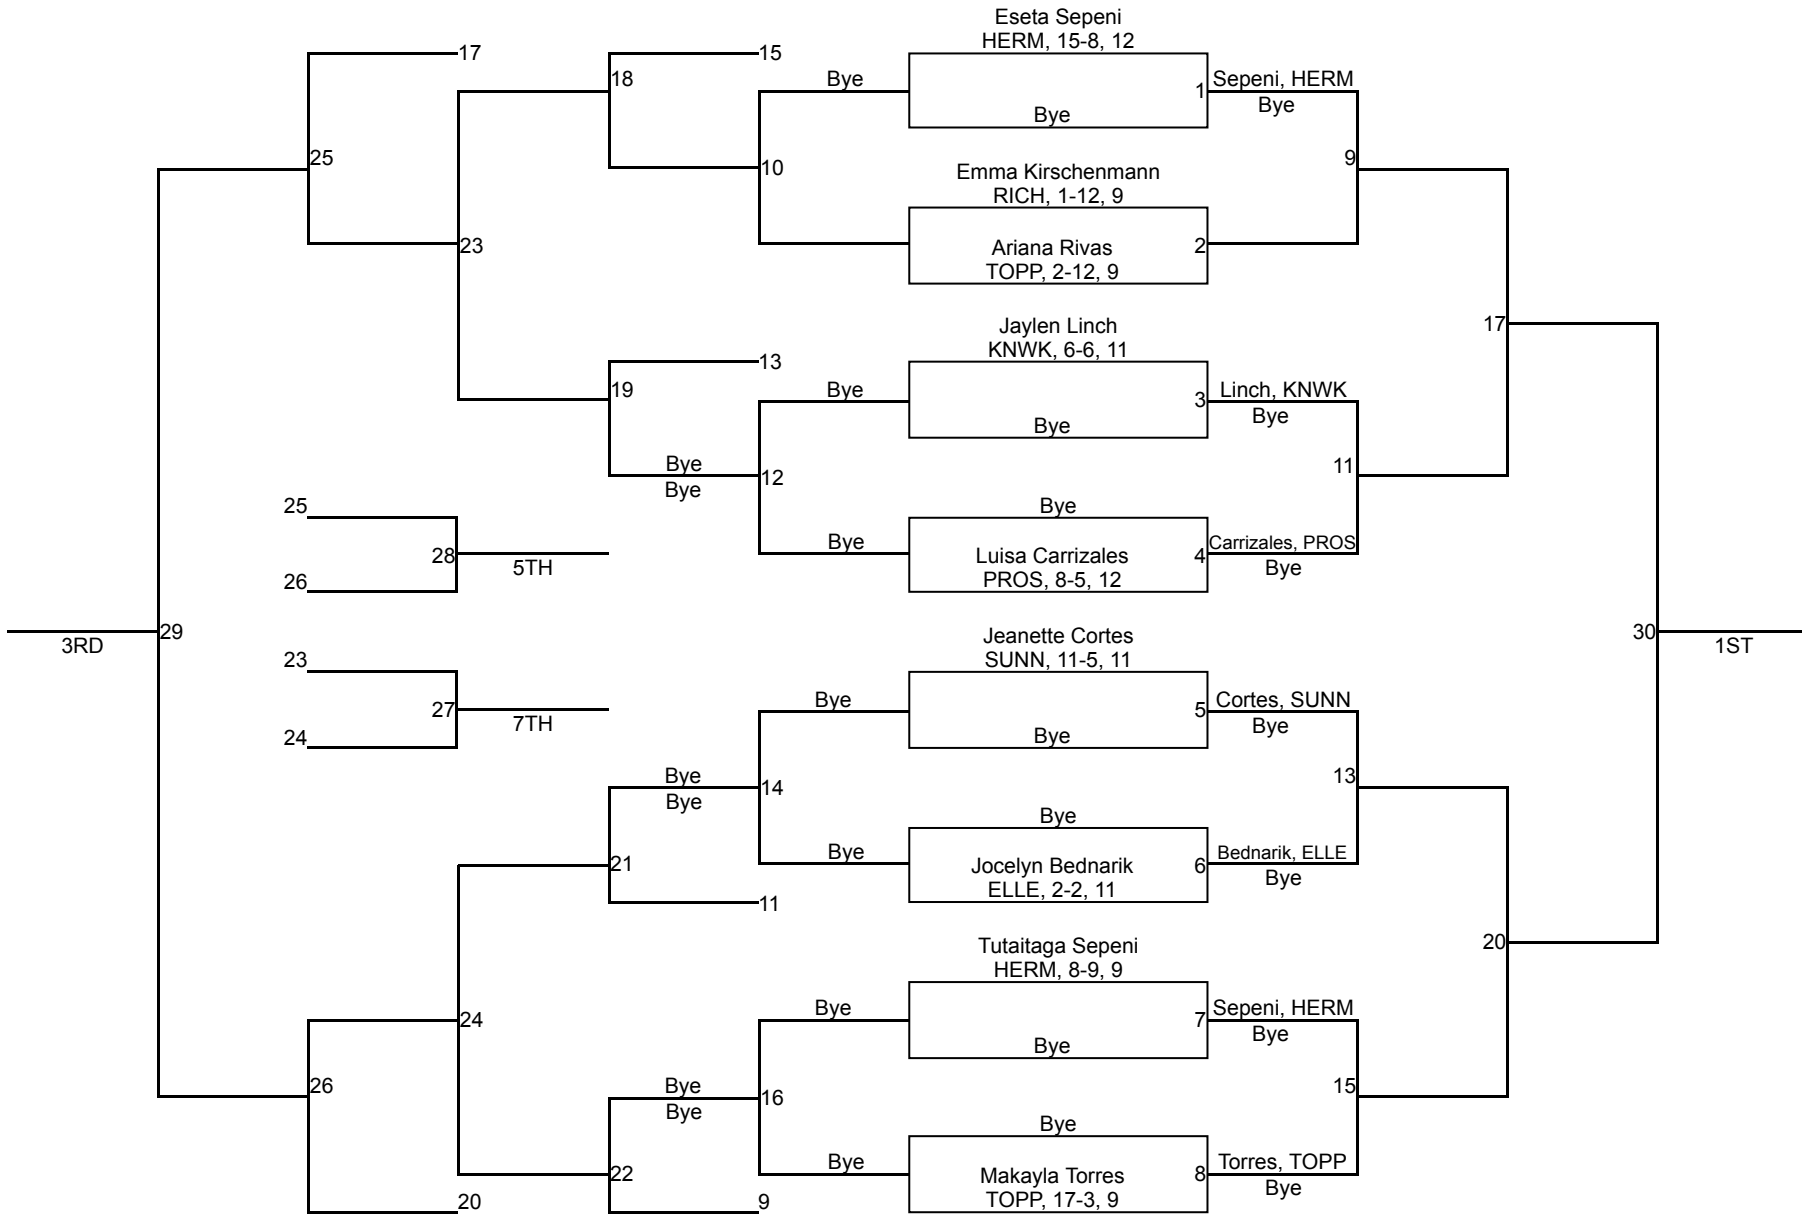 Eseta Sepeni
HERM, 15-8, 12
17
15
18
Bye
1
Sepeni, HERM
Bye
Bye
25
10
9
Emma Kirschenmann
RICH, 1-12, 9
23
Ariana Rivas
TOPP, 2-12, 9
2
17
Jaylen Linch
KNWK, 6-6, 11
13
19
Bye
3
Linch, KNWK
Bye
Bye
Bye
Bye
12
11
25
Bye
28
5TH
26
Bye
Luisa Carrizales
PROS, 8-5, 12
4
Carrizales, PROS
Bye
3RD
29
30
1ST
Jeanette Cortes
SUNN, 11-5, 11
23
27
7TH
24
Bye
5
Cortes, SUNN
Bye
Bye
Bye
Bye
14
13
Bye
21
Bye
Jocelyn Bednarik
ELLE, 2-2, 11
6
Bednarik, ELLE
Bye
11
20
Tutaitaga Sepeni
HERM, 8-9, 9
24
Bye
7
Sepeni, HERM
Bye
Bye
26
Bye
Bye
16
15
Bye
22
Bye
Makayla Torres
TOPP, 17-3, 9
8
Torres, TOPP
Bye
20
9